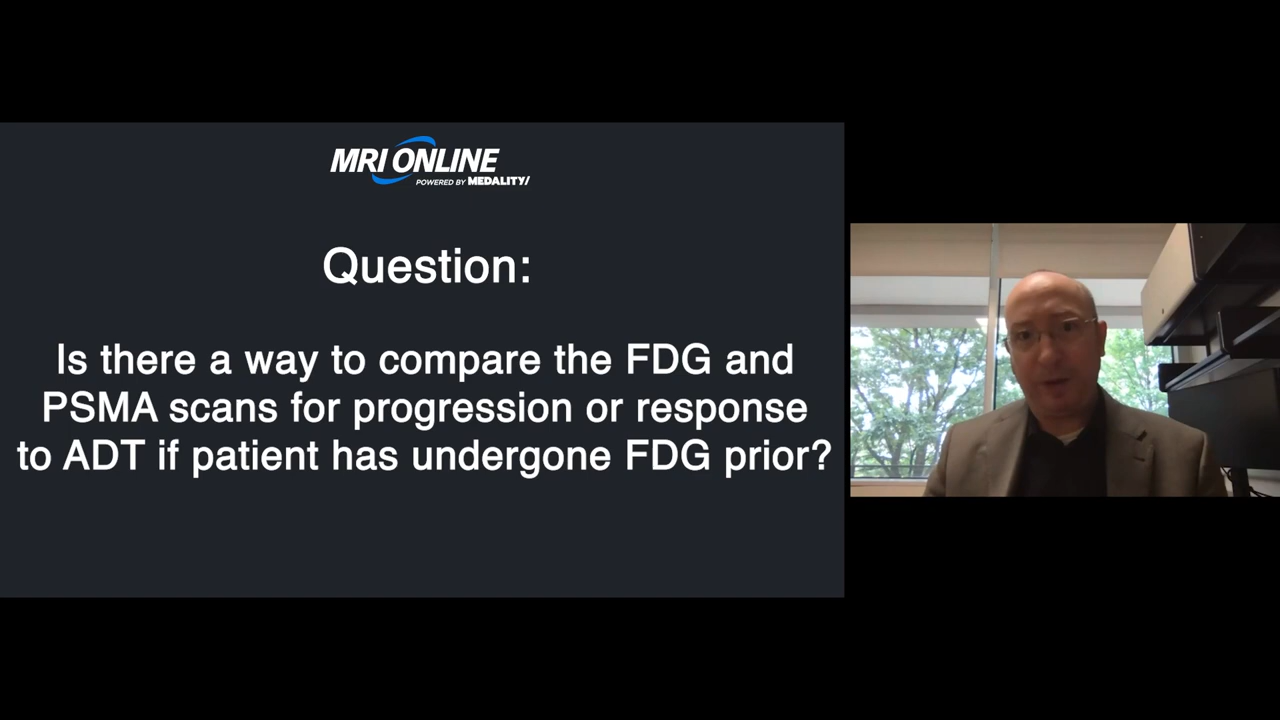 MRI ONLINE
POWERED BY MEDALITY/
Question:
Is there a way to compare the FDG and
PSMA scans for progression or response
to ADT if patient has undergone FDG prior?